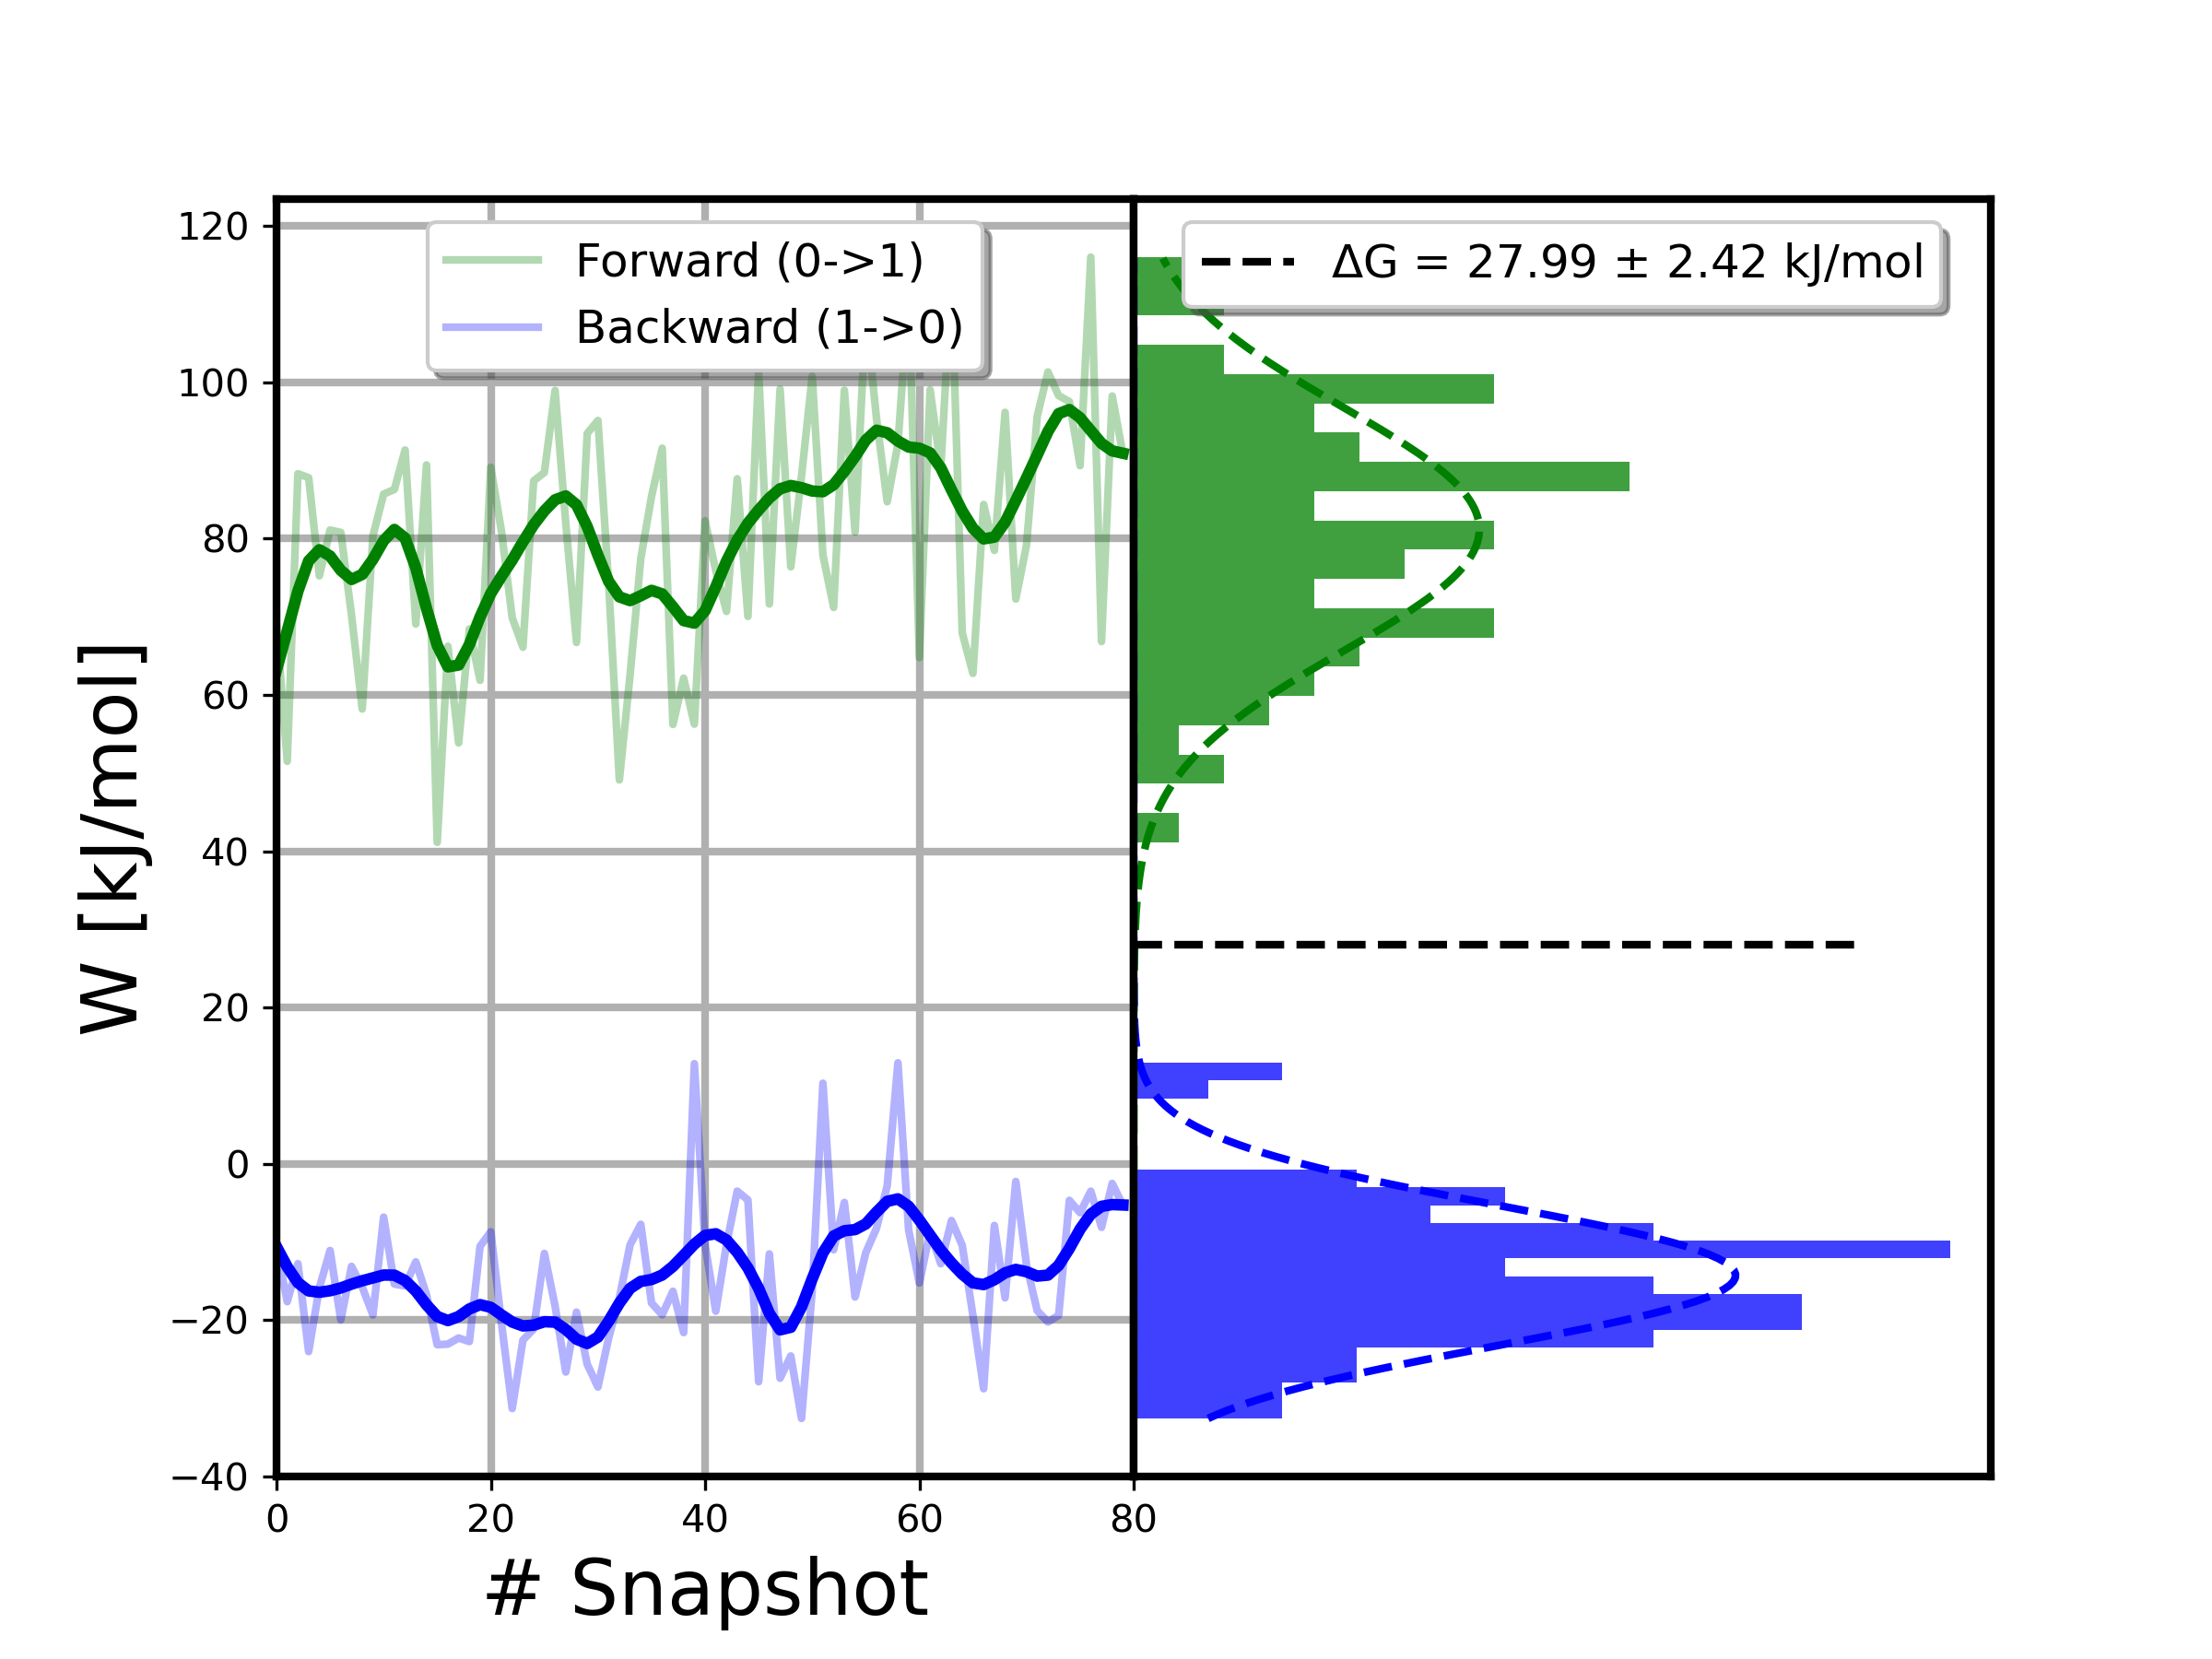 120
100
80
60
40
20
0
−20
−40
W [kJ/mol]
Forward (0->1)
Backward (1->0)
ΔG = 27.99 ± 2.42 kJ/mol
0 20 40 60 80
# Snapshot